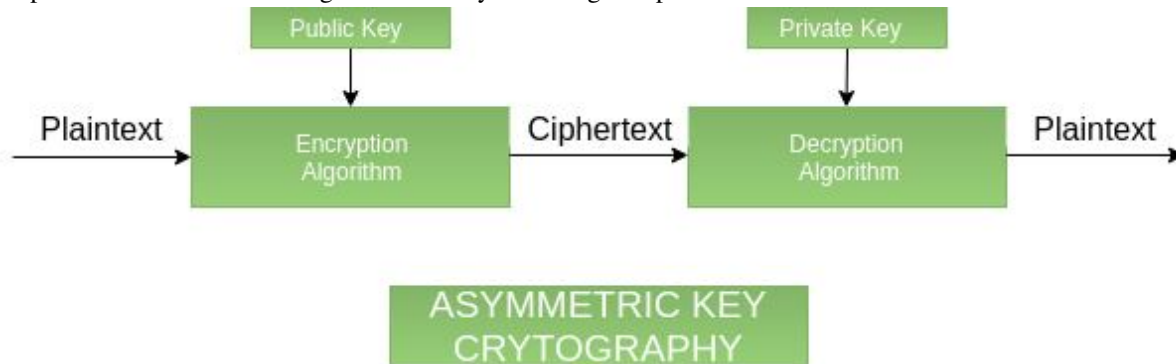 Public Key
Private Key
Plaintext
Encryption
Algorithm
Ciphertext
Decryption
Algorithm
Plaintext
ASYMMETRIC KEY
CRYTOGRAPHY